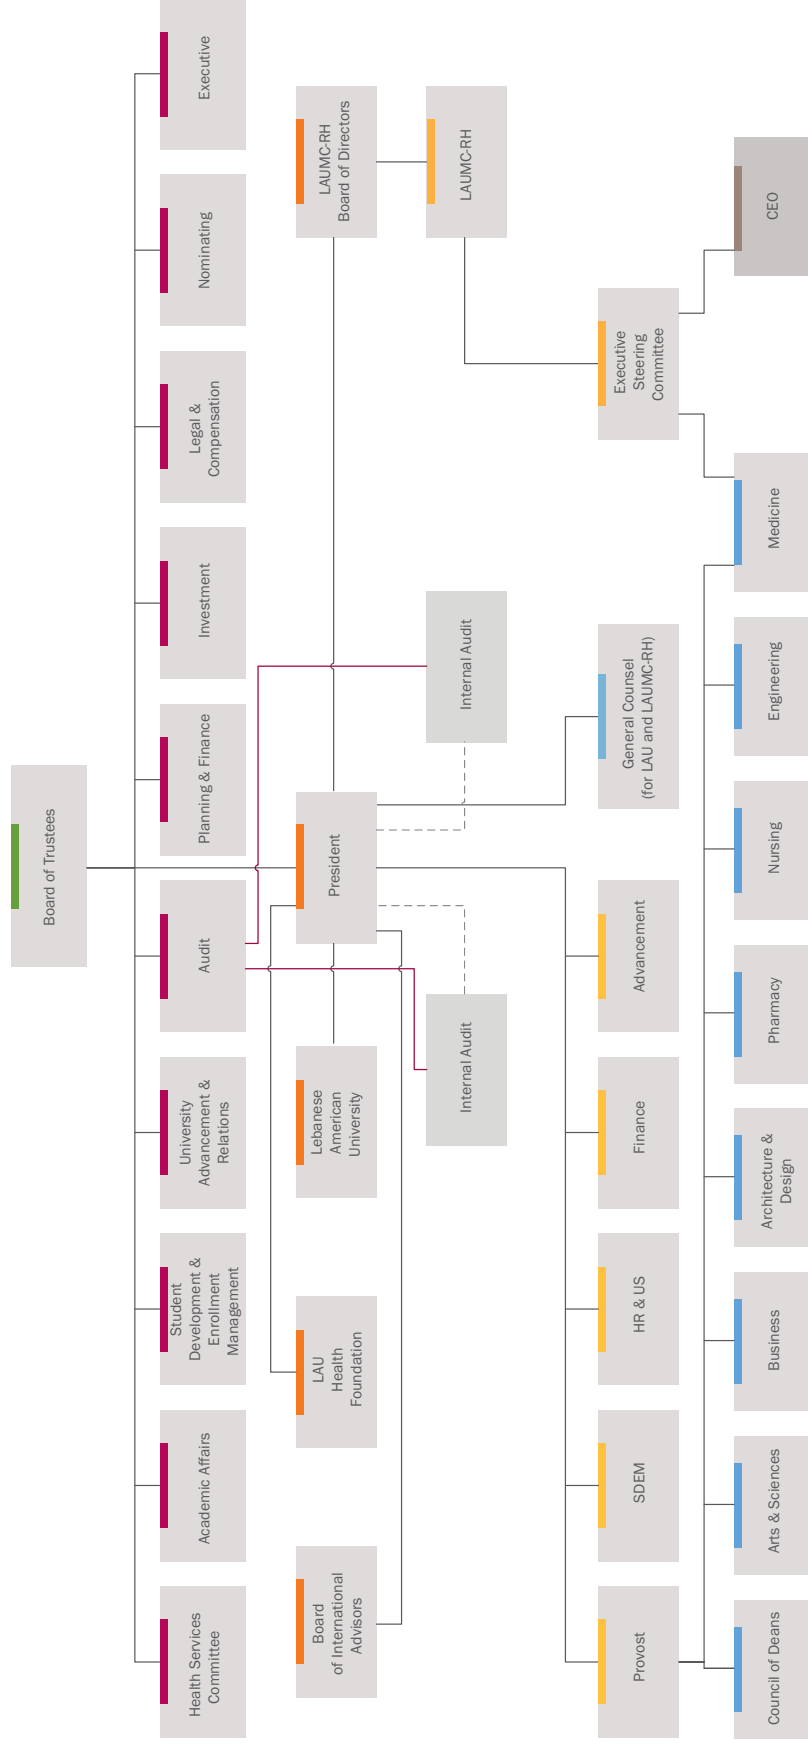 Board of Trustees
Health Services
Committee
Academic Affairs
Student
Development &
Enrollment
Management
University
Advancement &
Relations
Audit
Planning & Finance
Investment
Legal &
Compensation
Nominating
Executive
Board
of International
Advisors
LAU
Health
Foundation
Lebanese
American
University
President
LAUMC-RH
Board of Directors
Internal Audit
Internal Audit
LAUMC-RH
Provost
SDEM
HR & US
Finance
Advancement
General Counsel
(for LAU and LAUMC-RH)
Executive
Steering
Committee
Council of Deans
Arts & Sciences
Business
Architecture &
Design
Pharmacy
Nursing
Engineering
Medicine
CEO